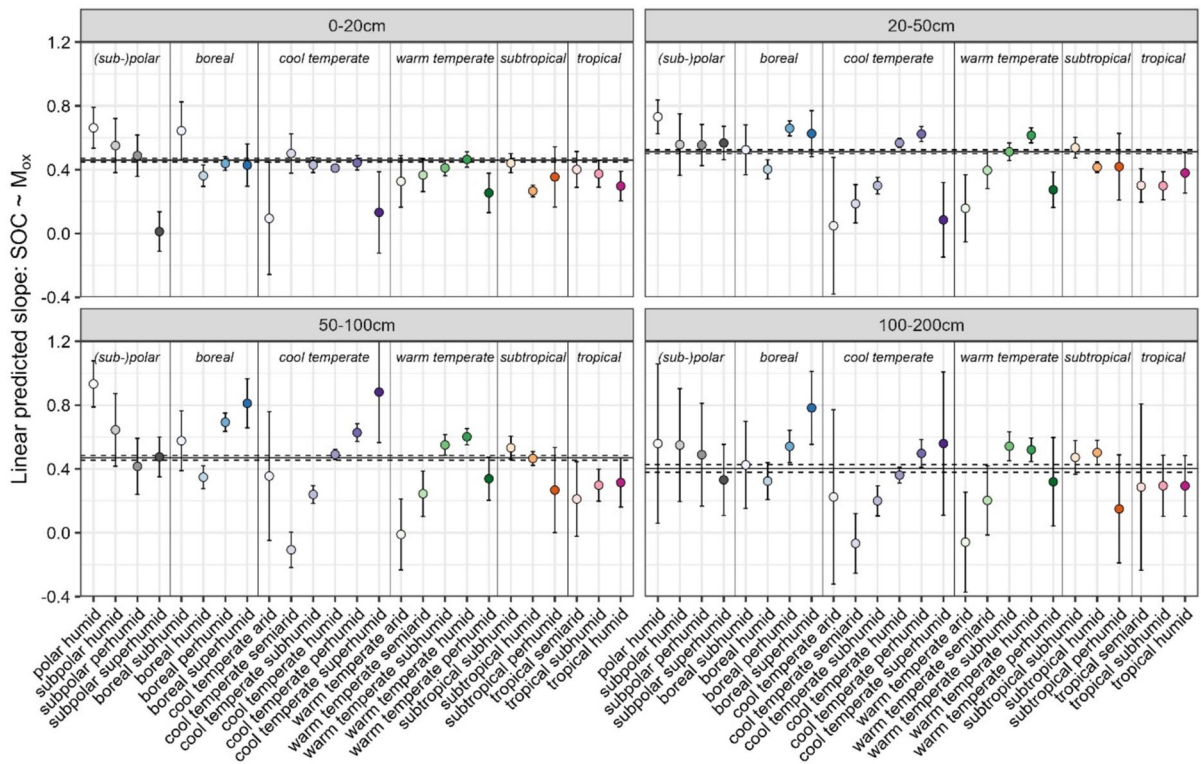 0-20cm
20-50cm
(sub-)polar boreal cool temperate warm temperate subtropical tropical
(sub-)polar boreal cool temperate warm temperate subtropical tropical
1.2
0.8
0.4
0.0
-0.4
Linear predicted slope: SOC ~ Mox
50-100cm
100-200cm
(sub-)polar boreal cool temperate warm temperate subtropical tropical
(sub-)polar boreal cool temperate warm temperate subtropical tropical
1.2
0.8
0.4
0.0
-0.4
polar humid
subpolar humid
subpolar perhumid
subpolar superhumid
boreal subhumid
boreal humid
boreal perhumid
boreal superhumid
cool temperate arid
cool temperate semiarid
cool temperate subhumid
cool temperate humid
cool temperate perhumid
cool temperate superhumid
warm temperate arid
warm temperate semiarid
warm temperate subhumid
warm temperate humid
warm temperate perhumid
subtropical subhumid
subtropical humid
subtropical perhumid
tropical semiarid
tropical subhumid
tropical humid
polar humid
subpolar humid
subpolar perhumid
subpolar superhumid
boreal subhumid
boreal humid
boreal perhumid
boreal superhumid
cool temperate arid
cool temperate semiarid
cool temperate subhumid
cool temperate humid
cool temperate perhumid
cool temperate superhumid
warm temperate arid
warm temperate semiarid
warm temperate subhumid
warm temperate humid
warm temperate perhumid
subtropical subhumid
subtropical humid
subtropical perhumid
tropical semiarid
tropical subhumid
tropical humid